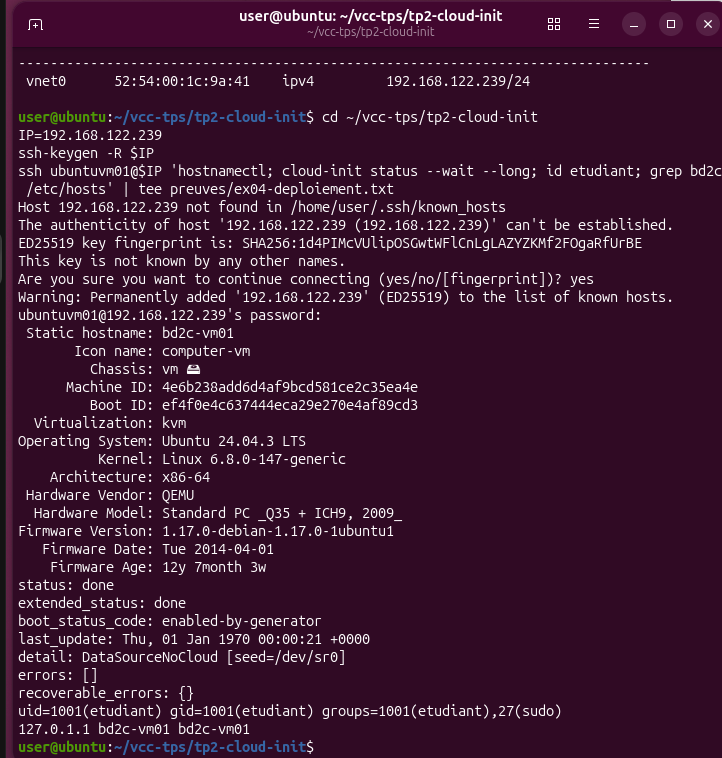 user@ubuntu: ~/vcc-tps/tp2-cloud-init
~/vcc-tps/tp2-cloud-init
-------------------------------------------------------------------------------
vnet0      52:54:00:1c:9a:41    ipv4         192.168.122.239/24
user@ubuntu:~/vcc-tps/tp2-cloud-init$ cd ~/vcc-tps/tp2-cloud-init
IP=192.168.122.239
ssh-keygen -R $IP
ssh ubuntuvm01@$IP 'hostnamectl; cloud-init status --wait --long; id etudiant; grep bd2c
/etc/hosts' | tee preuves/ex04-deploiement.txt
Host 192.168.122.239 not found in /home/user/.ssh/known_hosts
The authenticity of host '192.168.122.239 (192.168.122.239)' can't be established.
ED25519 key fingerprint is: SHA256:1d4PIMcVUlipOSGwtWFlCnLgLAZYZKMf2FOgaRfUrBE
This key is not known by any other names.
Are you sure you want to continue connecting (yes/no/[fingerprint])? yes
Warning: Permanently added '192.168.122.239' (ED25519) to the list of known hosts.
ubuntuvm01@192.168.122.239's password:
Static hostname: bd2c-vm01
Icon name: computer-vm
Chassis: vm 🖴
Machine ID: 4e6b238add6d4af9bcd581ce2c35ea4e
Boot ID: ef4f0e4c637444eca29e270e4af89cd3
Virtualization: kvm
Operating System: Ubuntu 24.04.3 LTS
Kernel: Linux 6.8.0-147-generic
Architecture: x86-64
Hardware Vendor: QEMU
Hardware Model: Standard PC _Q35 + ICH9, 2009_
Firmware Version: 1.17.0-debian-1.17.0-1ubuntu1
Firmware Date: Tue 2014-04-01
Firmware Age: 12y 7month 3w
status: done
extended_status: done
boot_status_code: enabled-by-generator
last_update: Thu, 01 Jan 1970 00:00:21 +0000
detail: DataSourceNoCloud [seed=/dev/sr0]
errors: []
recoverable_errors: {}
uid=1001(etudiant) gid=1001(etudiant) groups=1001(etudiant),27(sudo)
127.0.1.1 bd2c-vm01 bd2c-vm01
user@ubuntu:~/vcc-tps/tp2-cloud-init$